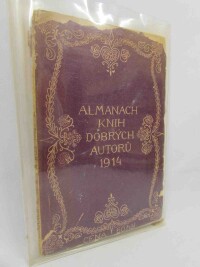 ALMANACH
KNIH
DOBRÝCH
AUTORŮ
1914